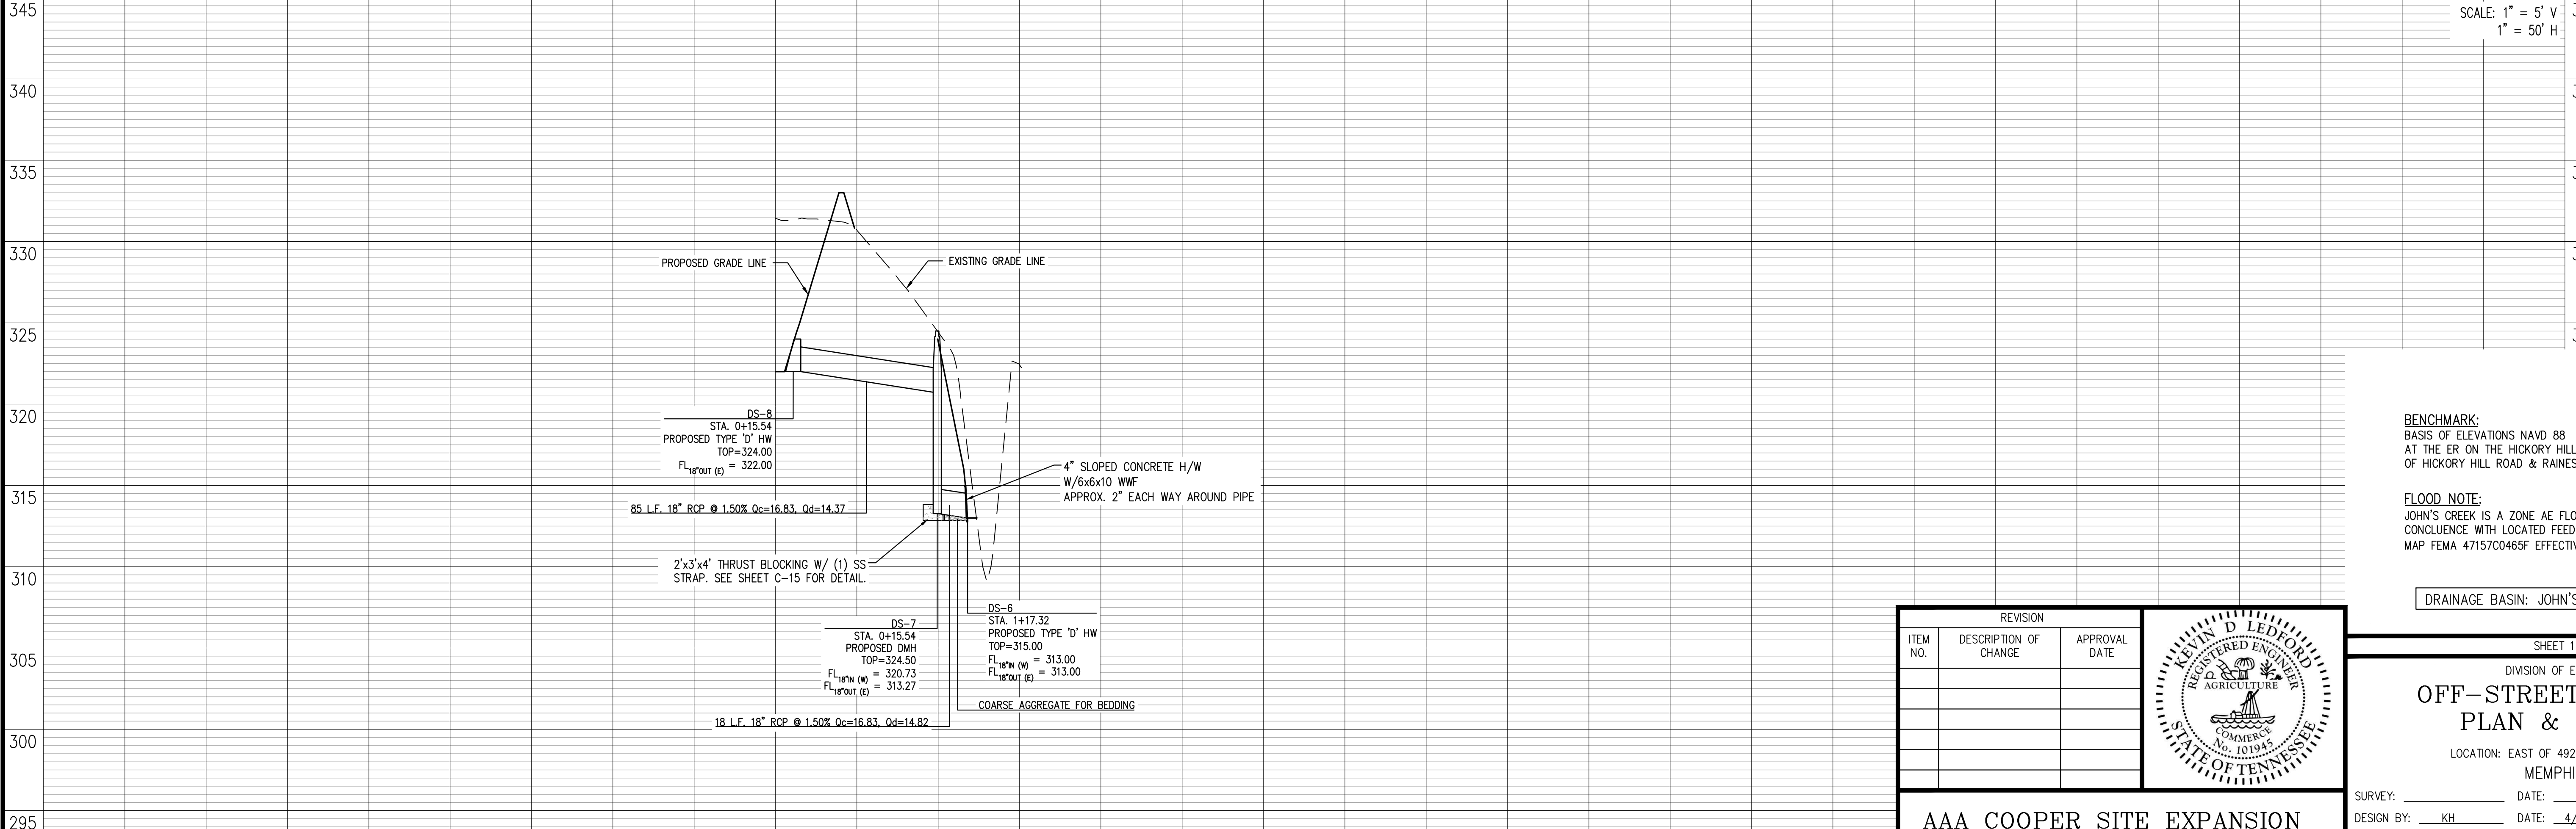 345
340
335
330
325
320
315
310
305
300
295
SCALE: 1" = 5' V
1" = 50' H
PROPOSED GRADE LINE
EXISTING GRADE LINE
DS-8
STA. 0+15.54
PROPOSED TYPE 'D' HW
TOP=324.00
FL18"OUT (E) = 322.00
85 L.F. 18" RCP @ 1.50% Qc=16.83, Qd=14.37
4" SLOPED CONCRETE H/W
W/6x6x10 WWF
APPROX. 2" EACH WAY AROUND PIPE
2'x3'x4' THRUST BLOCKING W/ (1) SS
STRAP. SEE SHEET C-15 FOR DETAIL.
DS-7
STA. 0+15.54
PROPOSED DMH
TOP=324.50
FL18"IN (W) = 320.73
FL18"OUT (E) = 313.27
DS-6
STA. 1+17.32
PROPOSED TYPE 'D' HW
TOP=315.00
FL18"IN (W) = 313.00
FL18"OUT (E) = 313.00
COARSE AGGREGATE FOR BEDDING
18 L.F. 18" RCP @ 1.50% Qc=16.83, Qd=14.82
BENCHMARK:
BASIS OF ELEVATIONS NAVD 88
AT THE ER ON THE HICKORY HILL
OF HICKORY HILL ROAD & RAINES
FLOOD NOTE:
JOHN'S CREEK IS A ZONE AE FLO
CONCLUENCE WITH LOCATED FEED
MAP FEMA 47157C0465F EFFECTIV
DRAINAGE BASIN: JOHN'S
REVISION
ITEM NO.
DESCRIPTION OF CHANGE
APPROVAL DATE
KEVIN D LEDFORD
REGISTERED ENGINEER
AGRICULTURE
COMMERCE
No. 101945
STATE OF TENNESSEE
SHEET 1
DIVISION OF E
OFF-STREET
PLAN &
LOCATION: EAST OF 492
MEMPHI
SURVEY:
DATE:
DESIGN BY: KH
DATE: 4/
AAA COOPER SITE EXPANSION